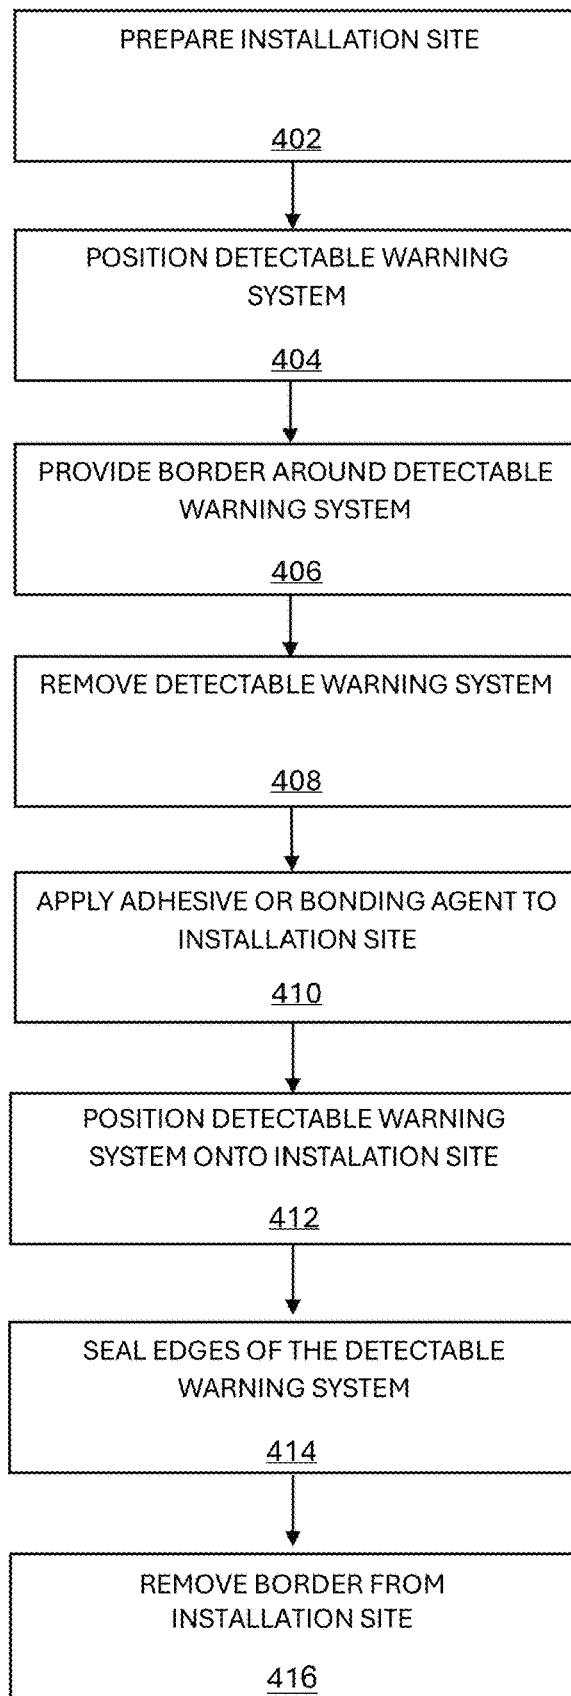 PREPARE INSTALLATION SITE
402
POSITION DETECTABLE WARNING
SYSTEM
404
PROVIDE BORDER AROUND DETECTABLE
WARNING SYSTEM
406
REMOVE DETECTABLE WARNING SYSTEM
408
APPLY ADHESIVE OR BONDING AGENT TO
INSTALLATION SITE
410
POSITION DETECTABLE WARNING
SYSTEM ONTO INSTALATION SITE
412
SEAL EDGES OF THE DETECTABLE
WARNING SYSTEM
414
REMOVE BORDER FROM
INSTALLATION SITE
416